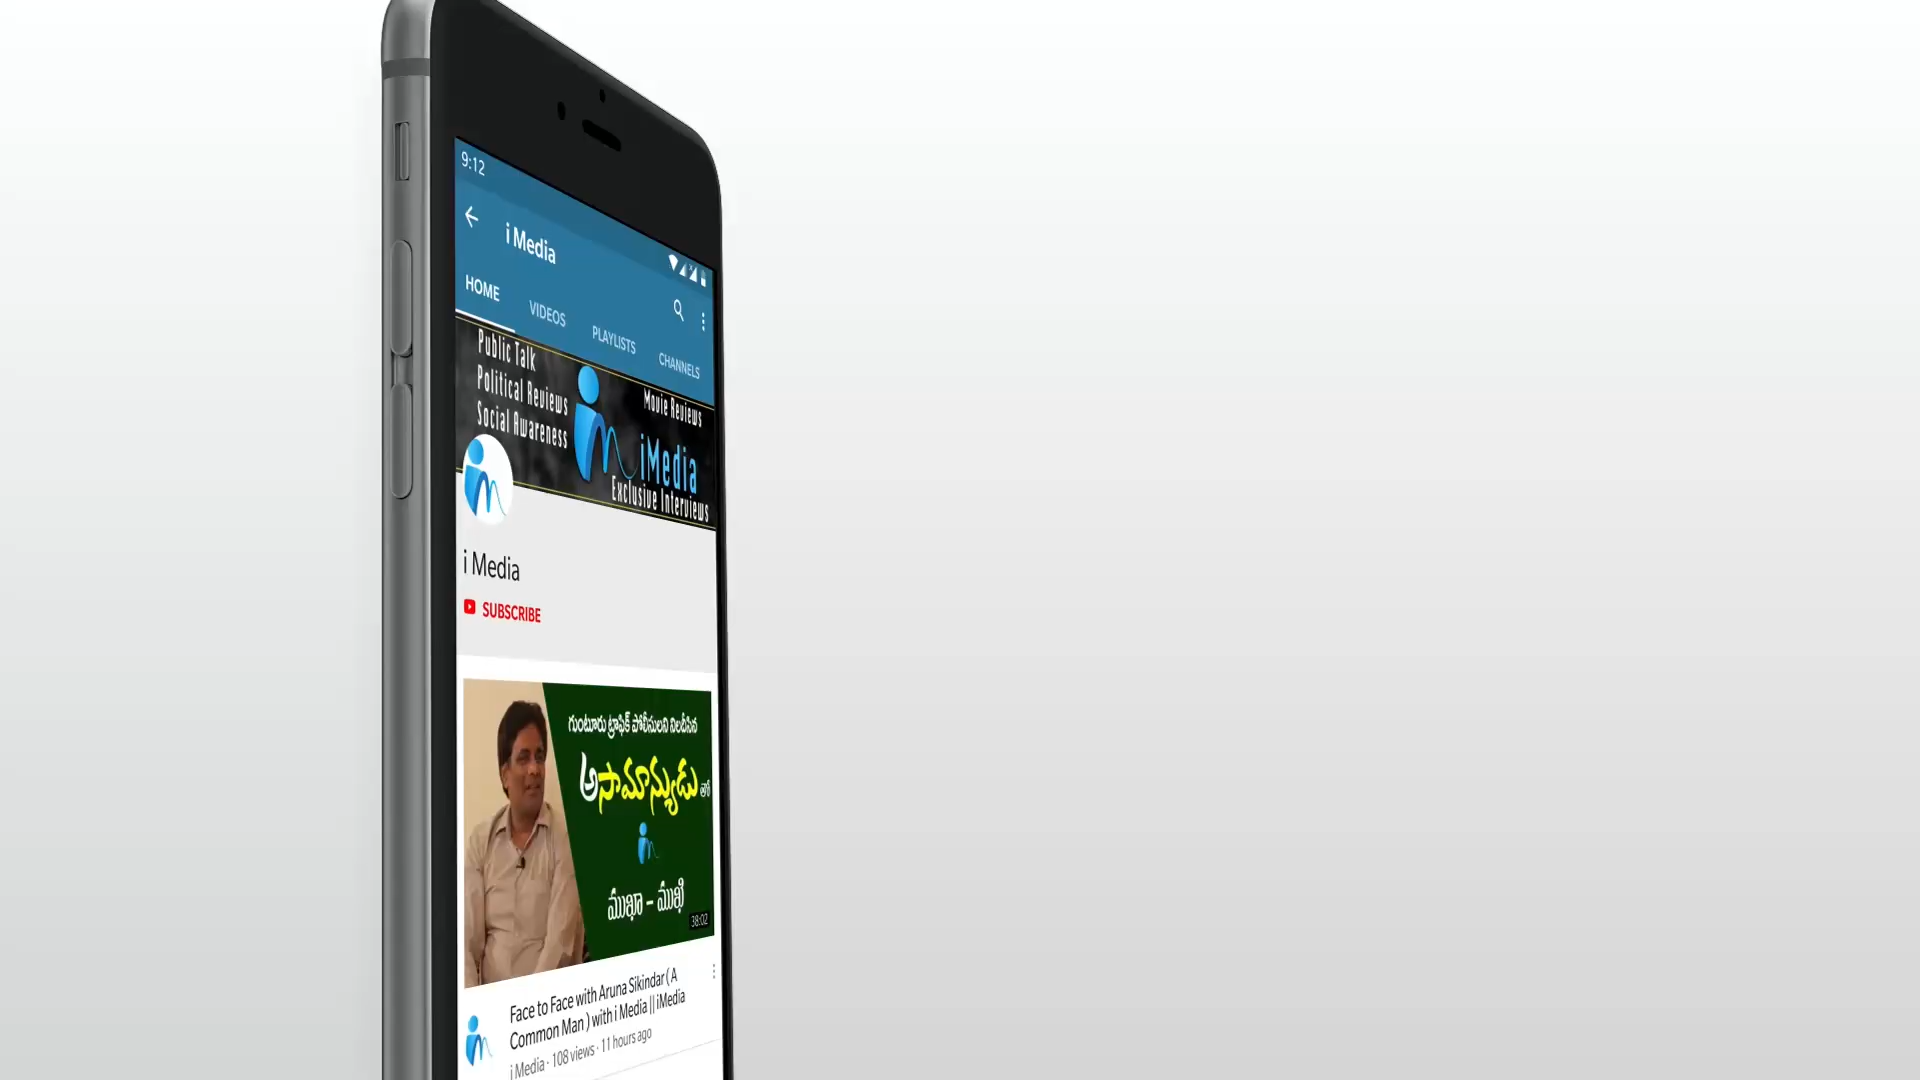 9:12
i Media
HOME
VIDEOS
PLAYLISTS
CHANNELS
Public Talk
Political Reviews
Social Awareness
Movie Reviews
iMedia
Exclusive Interviews
i Media
SUBSCRIBE
గుంటూరు ట్రాఫిక్ పోలీసులని నిలదీసిన
అసామాన్యుడు తో
ముఖా - ముఖి
38:02
Face to Face with Aruna Sikindar ( A
Common Man ) with i Media || iMedia
i Media · 108 views · 11 hours ago